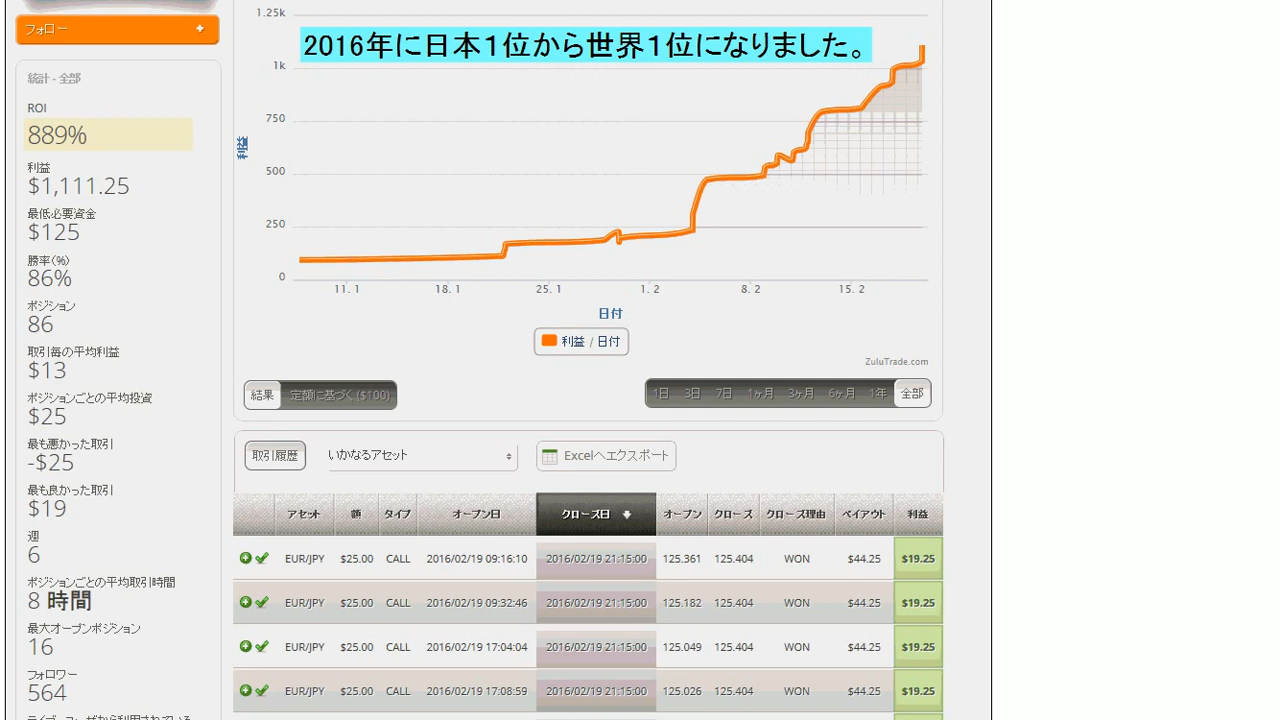 フォロー
統計 - 全部
ROI
889%
利益
$1,111.25
最低必要資金
$125
勝率(%)
86%
ポジション
86
取引毎の平均利益
$13
ポジションごとの平均投資
$25
最も悪かった取引
-$25
最も良かった取引
$19
週
6
ポジションごとの平均取引時間
8 時間
最大オープンポジション
16
フォロワー
564
2016年に日本１位から世界１位になりました。
1.25k
1k
750
500
250
0
利益
11. 1 18. 1 25. 1 1. 2 8. 2 15. 2
日付
利益 / 日付
ZuluTrade.com
結果 定額に基づく ($100)
1日 3日 7日 1ヶ月 3ヶ月 6ヶ月 1年 全部
取引履歴 いかなるアセット Excelへエクスポート
アセット 額 タイプ オープン日 クローズ日 オープン クローズ クローズ理由 ペイアウト 利益
EUR/JPY $25.00 CALL 2016/02/19 09:16:10 2016/02/19 21:15:00 125.361 125.404 WON $44.25 $19.25
EUR/JPY $25.00 CALL 2016/02/19 09:32:46 2016/02/19 21:15:00 125.182 125.404 WON $44.25 $19.25
EUR/JPY $25.00 CALL 2016/02/19 17:04:04 2016/02/19 21:15:00 125.049 125.404 WON $44.25 $19.25
EUR/JPY $25.00 CALL 2016/02/19 17:08:59 2016/02/19 21:15:00 125.026 125.404 WON $44.25 $19.25